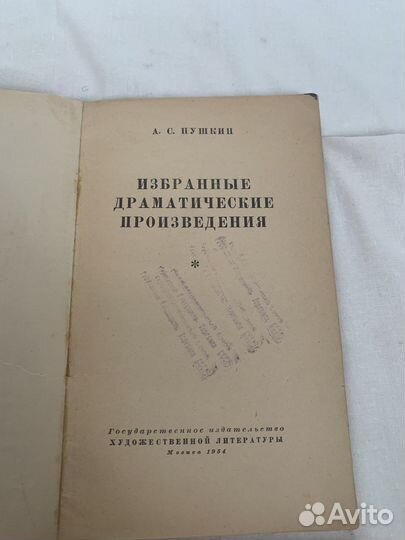 А. С. ПУШКИН
ИЗБРАННЫЕ
ДРАМАТИЧЕСКИЕ
ПРОИЗВЕДЕНИЯ
*
Государственное издательство
ХУДОЖЕСТВЕННОЙ ЛИТЕРАТУРЫ
Москва 1954
Avito